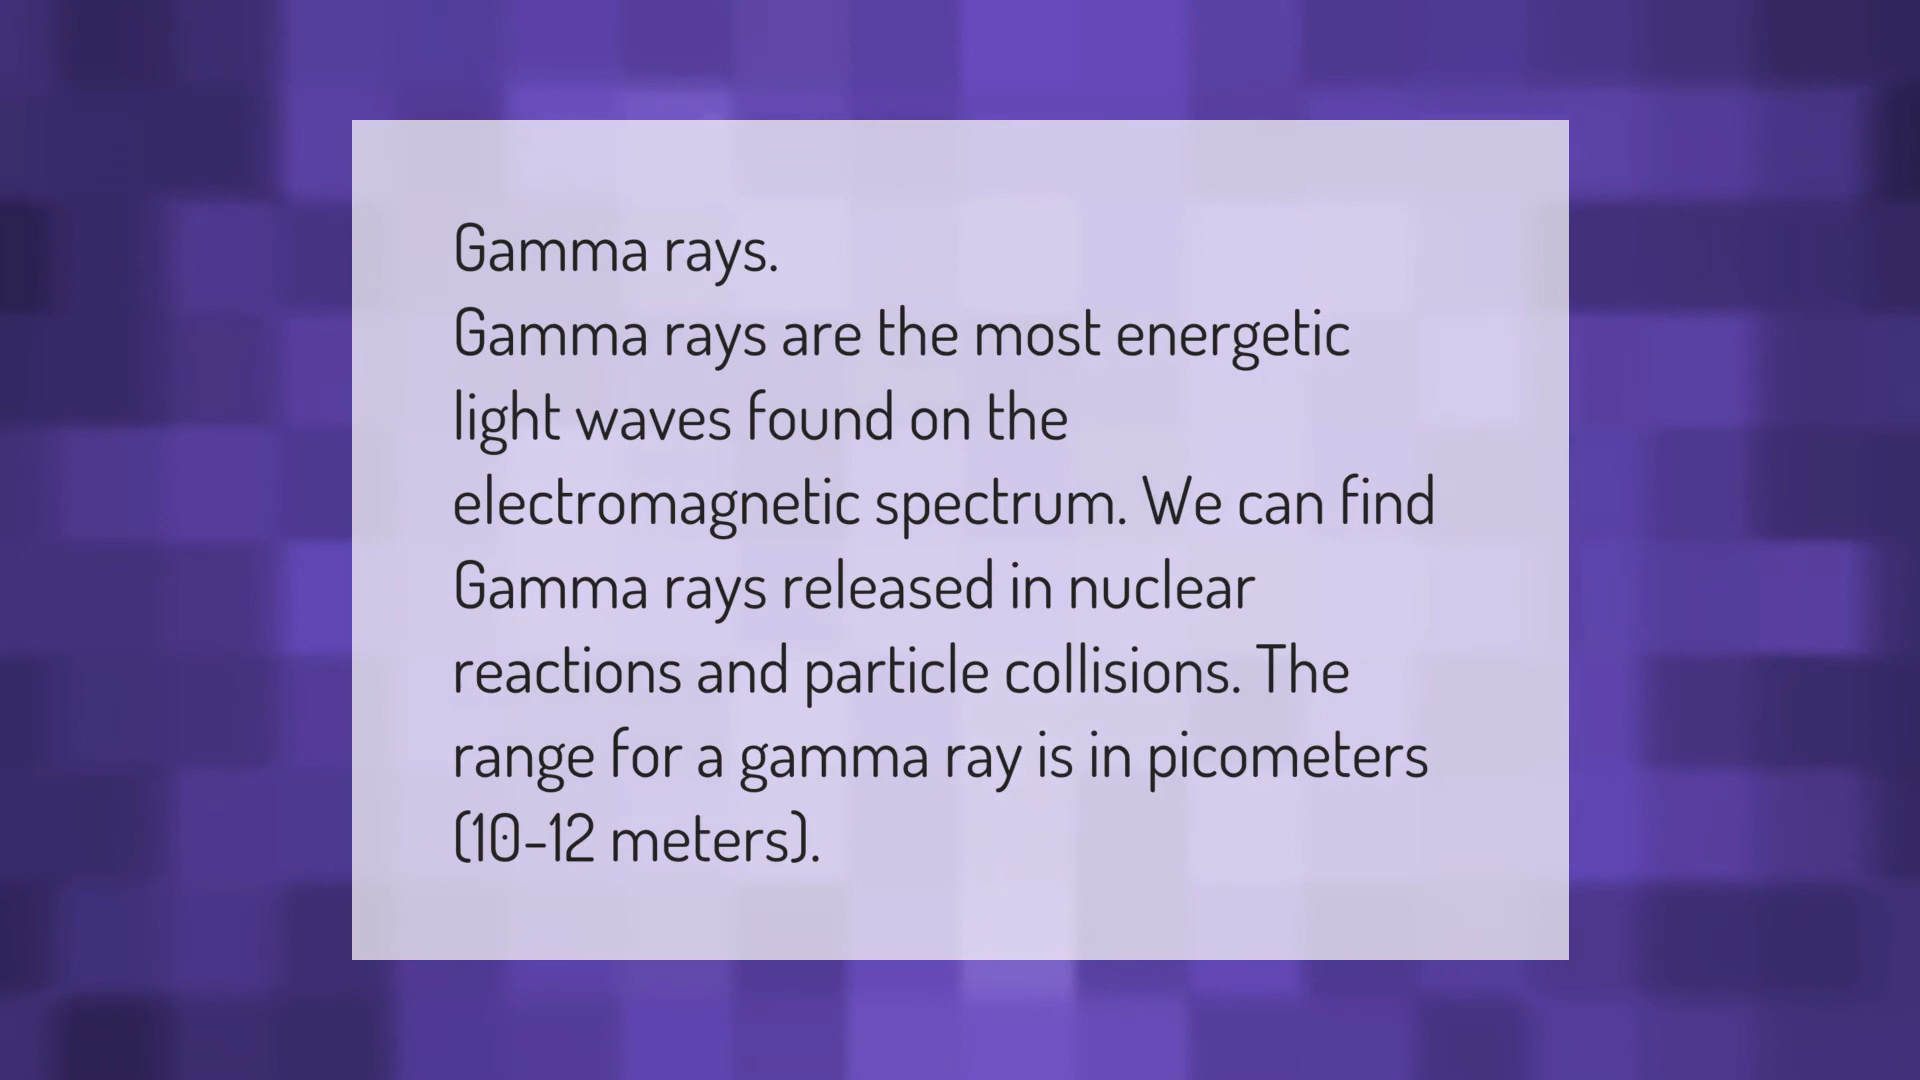 Gamma rays.
Gamma rays are the most energetic
light waves found on the
electromagnetic spectrum. We can find
Gamma rays released in nuclear
reactions and particle collisions. The
range for a gamma ray is in picometers
(10-12 meters).